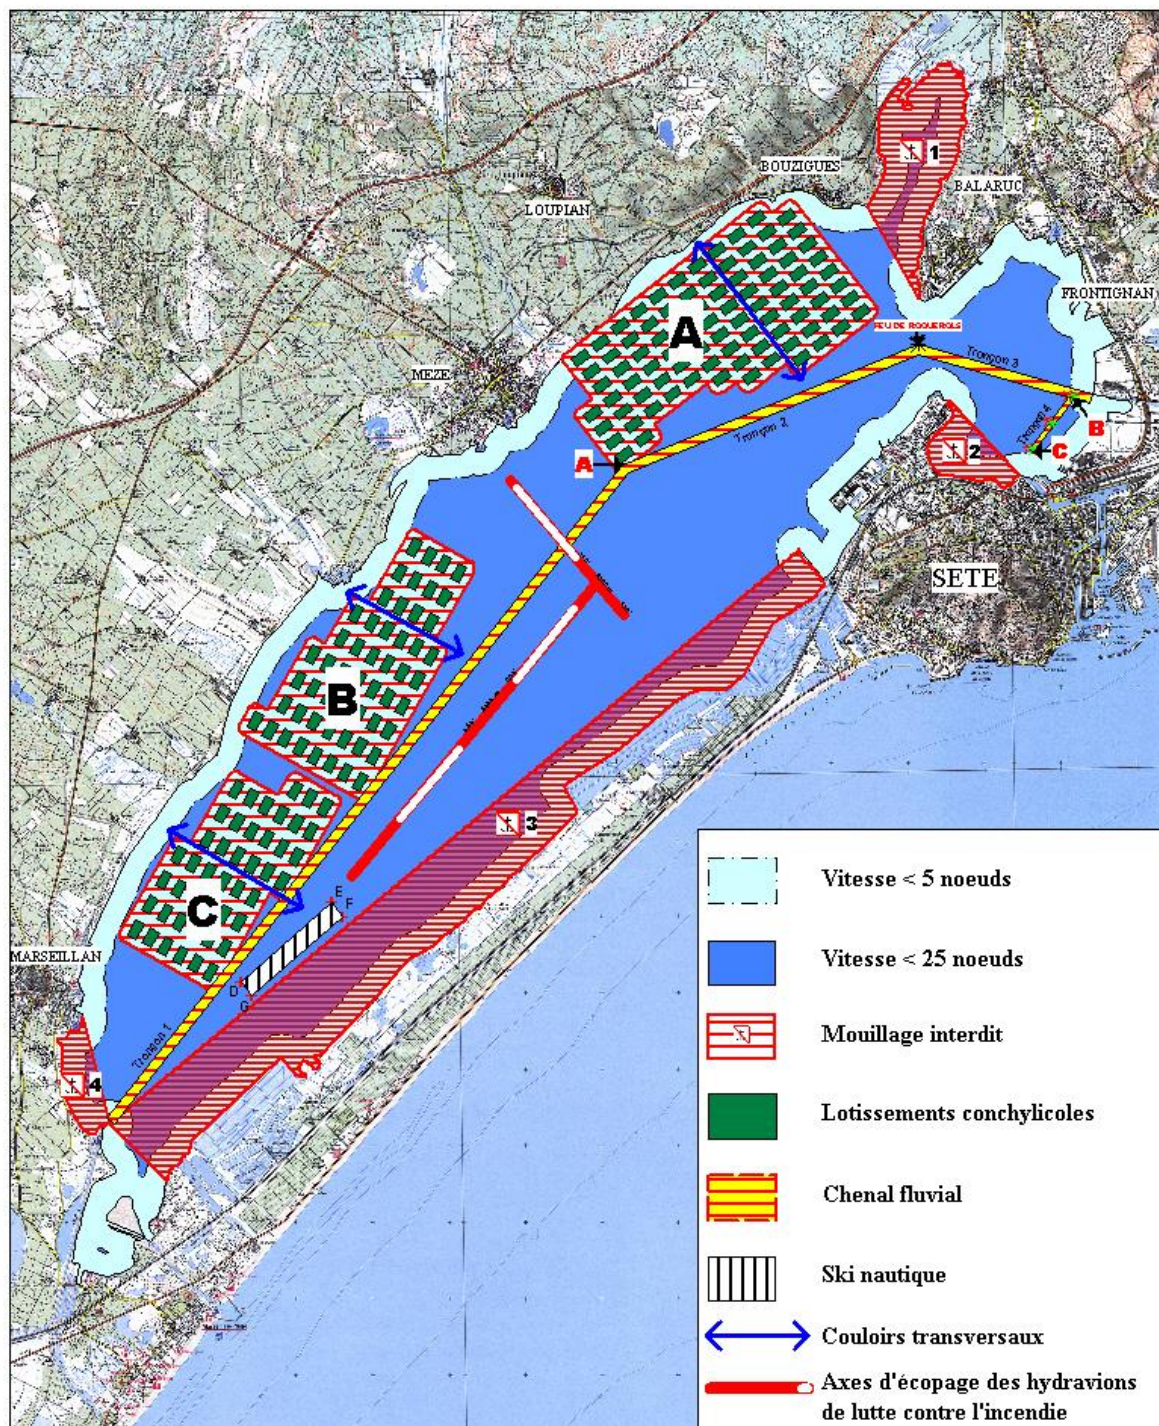 BOUZIGUES
1
BALARUC
LOUPIAN
FRONTIGNAN
A
FEU DE ROQUEROLS
MEZE
Tronçon 3
Tronçon 2
Tronçon 4
B
A
2
C
SETE
B
3
C
E
F
MARSEILLAN
D
G
Tronçon 1
4
Vitesse < 5 noeuds
Vitesse < 25 noeuds
Mouillage interdit
Lotissements conchylicoles
Chenal fluvial
Ski nautique
Couloirs transversaux
Axes d'écopage des hydravions
de lutte contre l'incendie